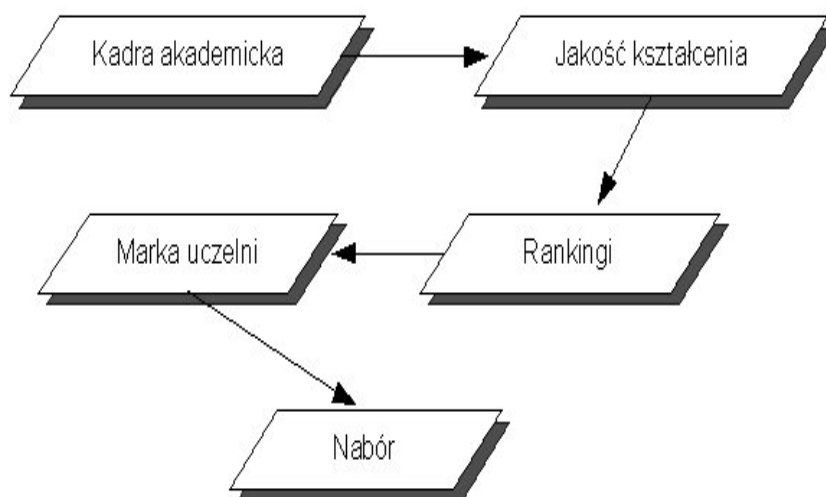 Kadra akademicka
Jakość kształcenia
Rankingi
Marka uczelni
Nabór